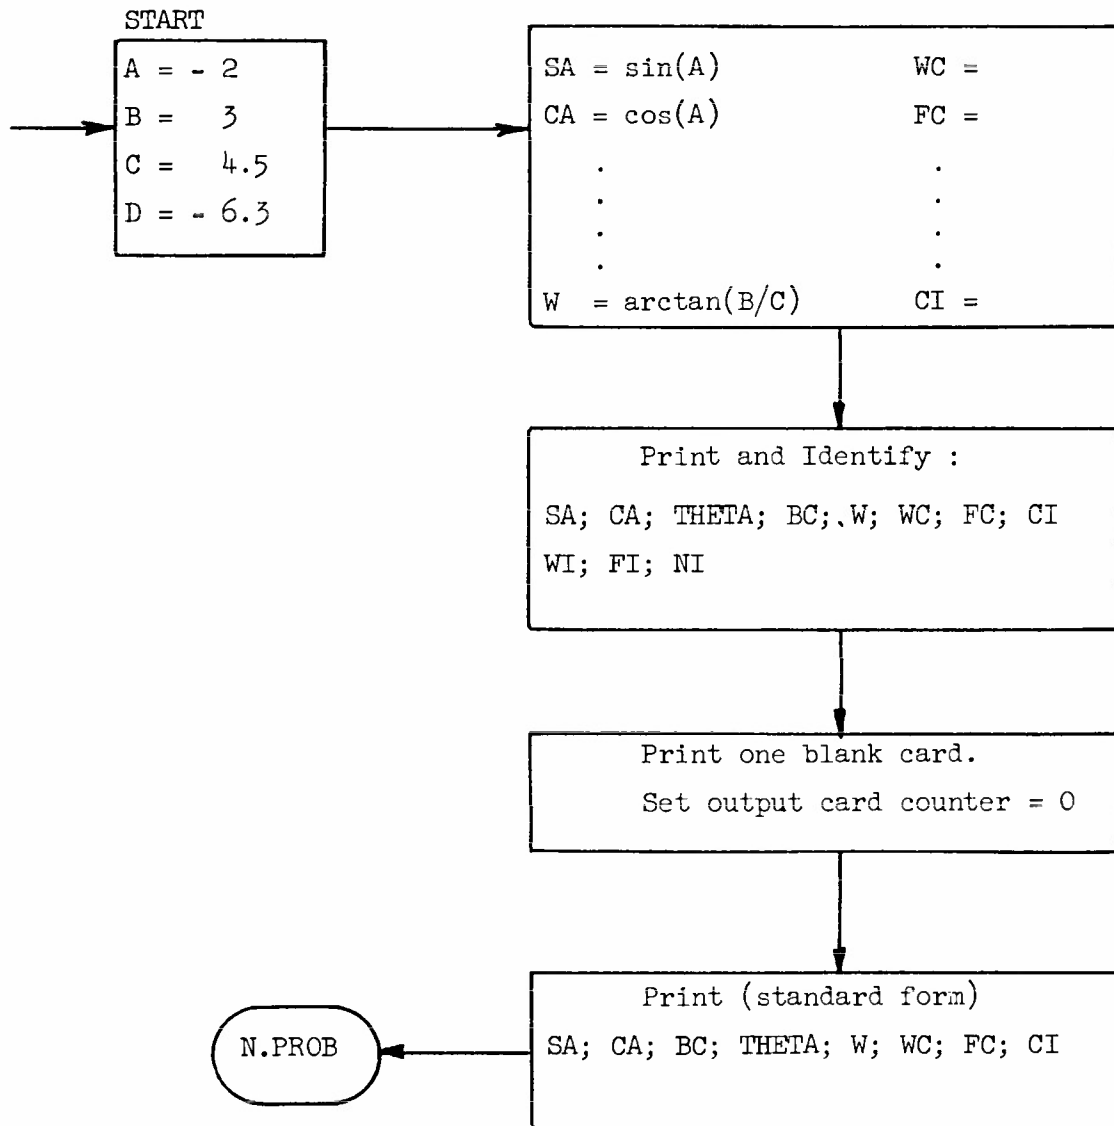 START
A = - 2
B = 3
C = 4.5
D = - 6.3
SA = sin(A) WC =
CA = cos(A) FC =
. .
. .
. .
. .
W = arctan(B/C) CI =
Print and Identify :
SA; CA; THETA; BC; W; WC; FC; CI
WI; FI; NI
Print one blank card.
Set output card counter = 0
Print (standard form)
SA; CA; BC; THETA; W; WC; FC; CI
N.PROB